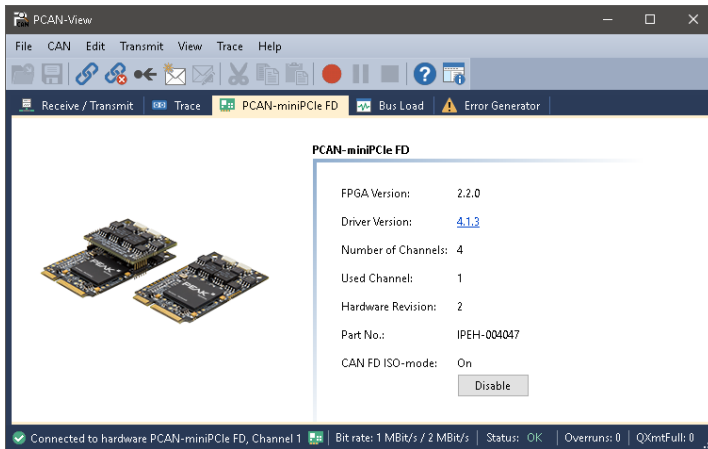 PCAN-View
File CAN Edit Transmit View Trace Help
Receive / Transmit Trace PCAN-miniPCIe FD Bus Load Error Generator
PCAN-miniPCIe FD
FPGA Version: 2.2.0
Driver Version: 4.1.3
Number of Channels: 4
Used Channel: 1
Hardware Revision: 2
Part No.: IPEH-004047
CAN FD ISO-mode: On
Disable
PEAK
PEAK
Connected to hardware PCAN-miniPCIe FD, Channel 1 Bit rate: 1 MBit/s / 2 MBit/s Status: OK Overruns: 0 QXmtFull: 0